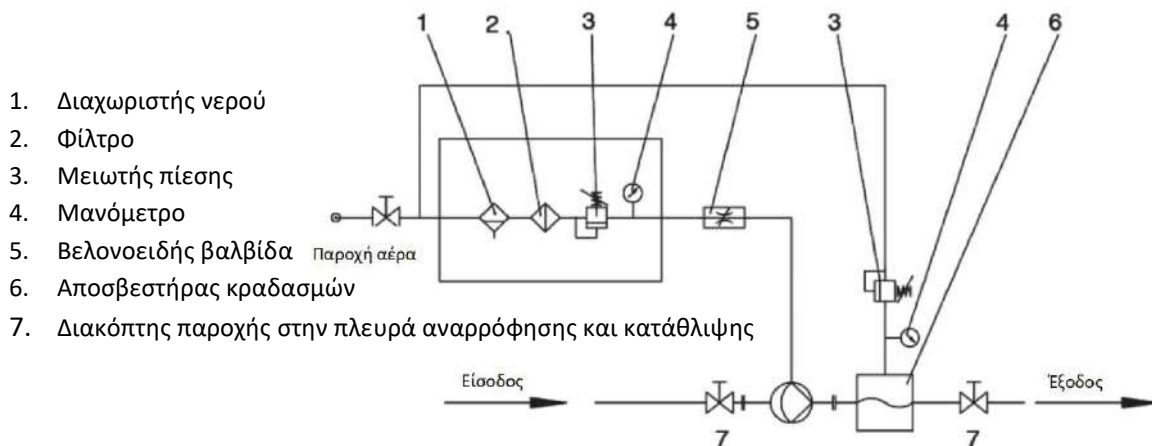 1 2. 3 4 5 3 4 6
1. Διαχωριστής νερού
2. Φίλτρο
3. Μειωτής πίεσης
4. Μανόμετρο
5. Βελονοειδής βαλβίδα
Παροχή αέρα
6. Αποσβεστήρας κραδασμών
7. Διακόπτης παροχής στην πλευρά αναρρόφησης και κατάθλιψης
Είσοδος
Έξοδος
7 7